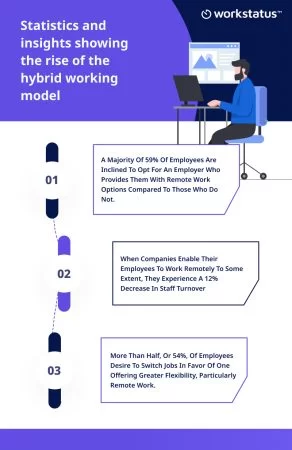 Statistics and
insights showing
the rise of the
hybrid working
model
workstatus™
01
A Majority Of 59% Of Employees Are
Inclined To Opt For An Employer Who
Provides Them With Remote Work
Options Compared To Those Who Do
Not.
02
When Companies Enable Their
Employees To Work Remotely To Some
Extent, They Experience A 12%
Decrease In Staff Turnover
03
More Than Half, Or 54%, Of Employees
Desire To Switch Jobs In Favor Of One
Offering Greater Flexibility, Particularly
Remote Work.